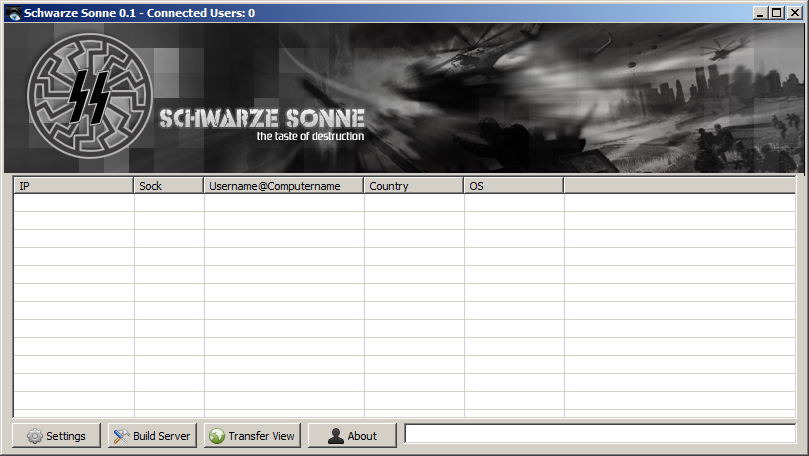 Schwarze Sonne 0.1 - Connected Users: 0
SCHWARZE SONNE
the taste of destruction
IP Sock Username@Computername Country OS
Settings Build Server Transfer View About